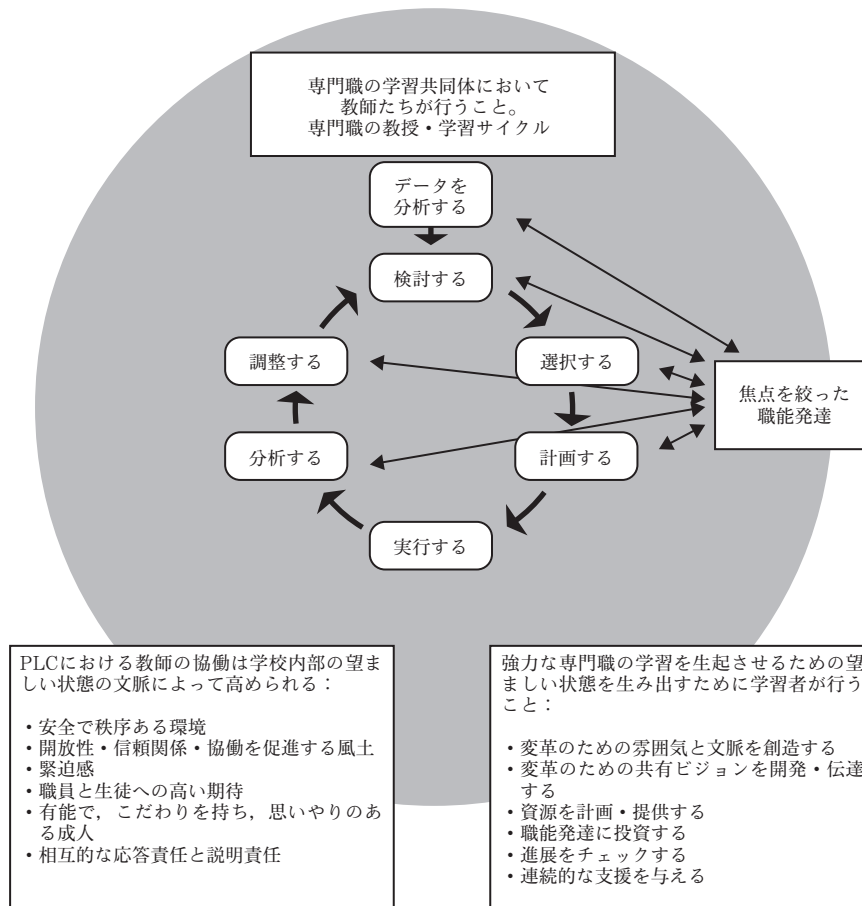 専門職の学習共同体において
教師たちが行うこと。
専門職の教授・学習サイクル
データを
分析する
検討する
調整する
選択する
焦点を絞った
職能発達
分析する
計画する
実行する
PLCにおける教師の協働は学校内部の望ま
しい状態の文脈によって高められる：
・安全で秩序ある環境
・開放性・信頼関係・協働を促進する風土
・緊迫感
・職員と生徒への高い期待
・有能で，こだわりを持ち，思いやりのあ
る成人
・相互的な応答責任と説明責任
強力な専門職の学習を生起させるための望
ましい状態を生み出すために学習者が行う
こと：
・変革のための雰囲気と文脈を創造する
・変革のための共有ビジョンを開発・伝達
する
・資源を計画・提供する
・職能発達に投資する
・進展をチェックする
・連続的な支援を与える